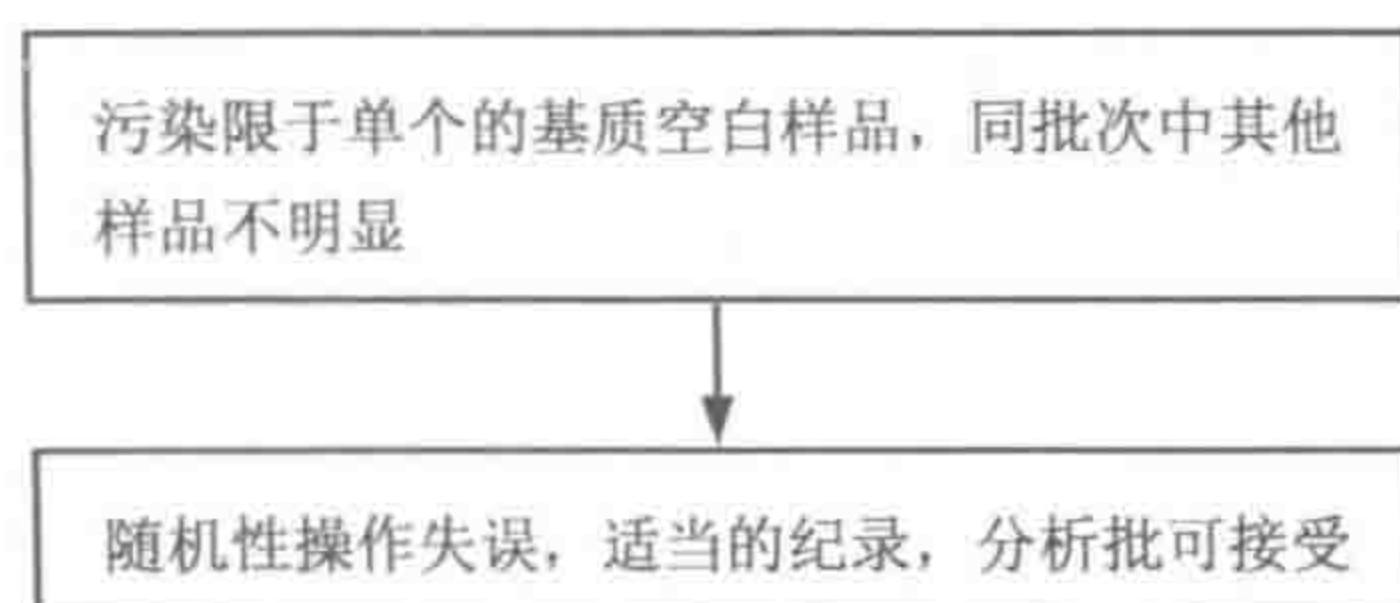 污染限于单个的基质空白样品，同批次中其他
样品不明显
随机性操作失误，适当的纪录，分析批可接受